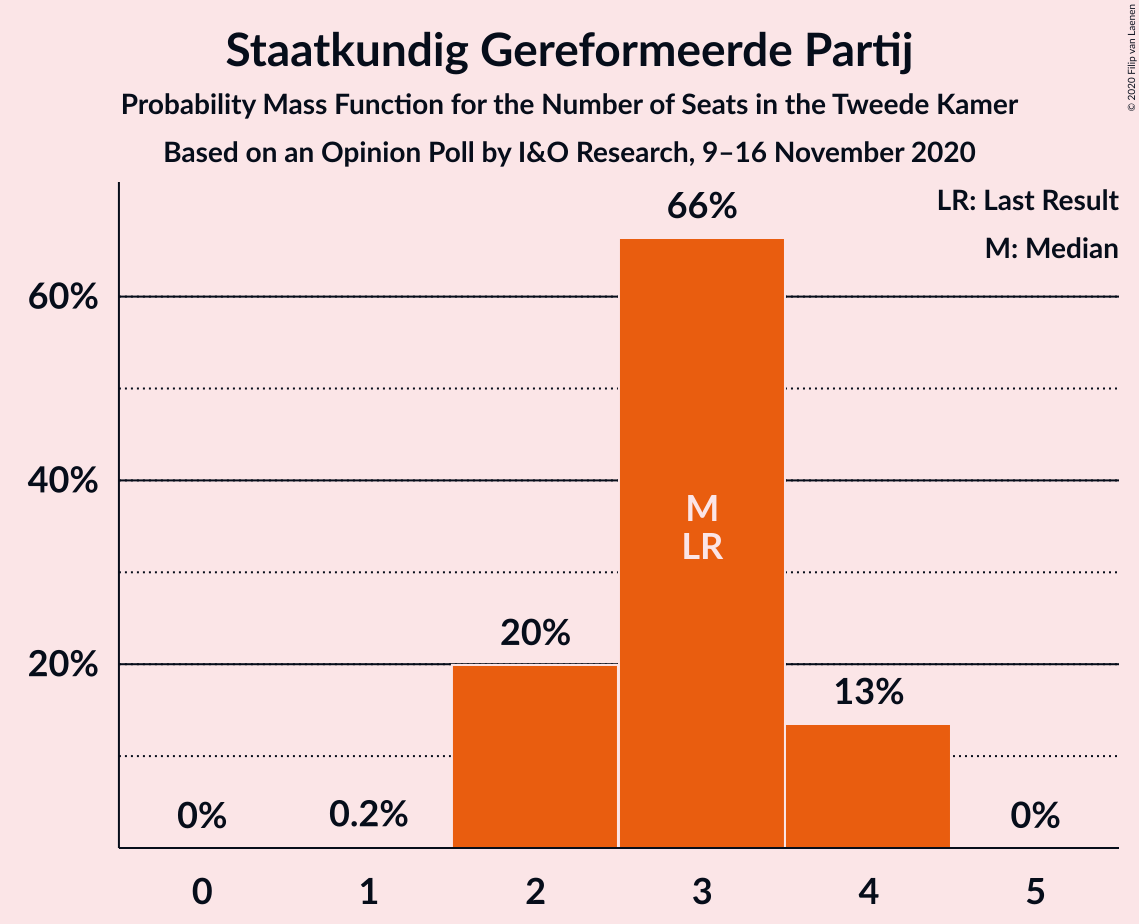 Staatkundig Gereformeerde Partij
Probability Mass Function for the Number of Seats in the Tweede Kamer
Based on an Opinion Poll by I&O Research, 9–16 November 2020
© 2020 Filip van Laenen
LR: Last Result
M: Median
66%
60%
40%
M
LR
20%
20%
13%
0%
0.2%
0%
0
1
2
3
4
5